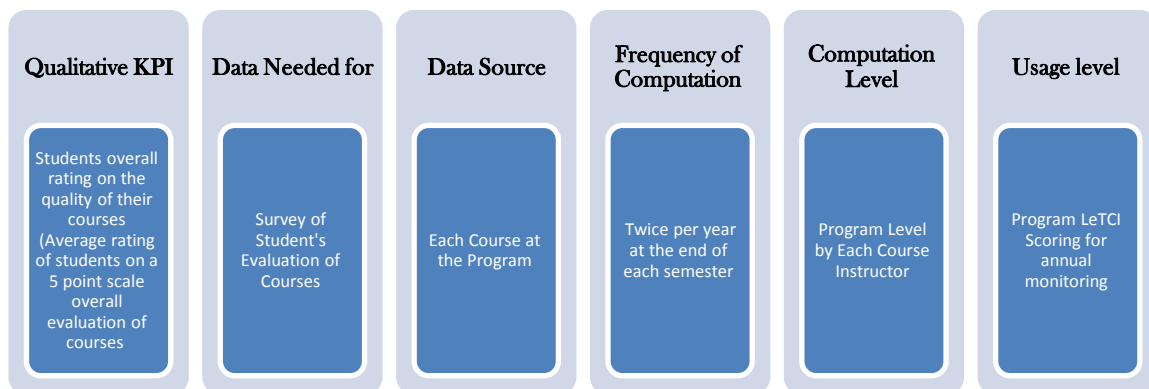 Qualitative KPI
Students overall
rating on the
quality of their
courses
(Average rating
of students on a
5 point scale
overall
evaluation of
courses
Data Needed for
Survey of
Student's
Evaluation of
Courses
Data Source
Each Course at
the Program
Frequency of
Computation
Twice per year
at the end of
each semester
Computation
Level
Program Level
by Each Course
Instructor
Usage level
Program LeTCI
Scoring for
annual
monitoring